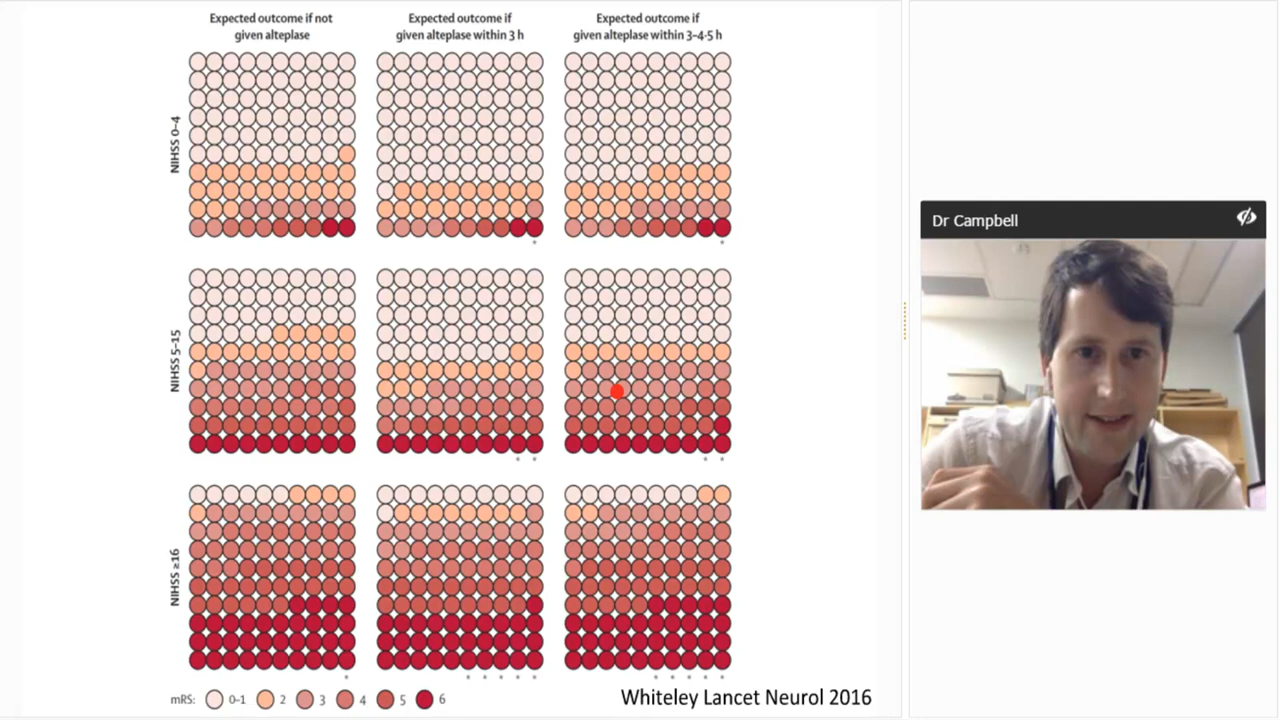 Expected outcome if not
given alteplase
Expected outcome if
given alteplase within 3 h
Expected outcome if
given alteplase within 3–4·5 h
NIHSS 0–4
*
*
NIHSS 5–15
* *
* *
NIHSS ≥16
*
* * * * *
* * * * *
mRS: 0–1 2 3 4 5 6
Whiteley Lancet Neurol 2016
Dr Campbell